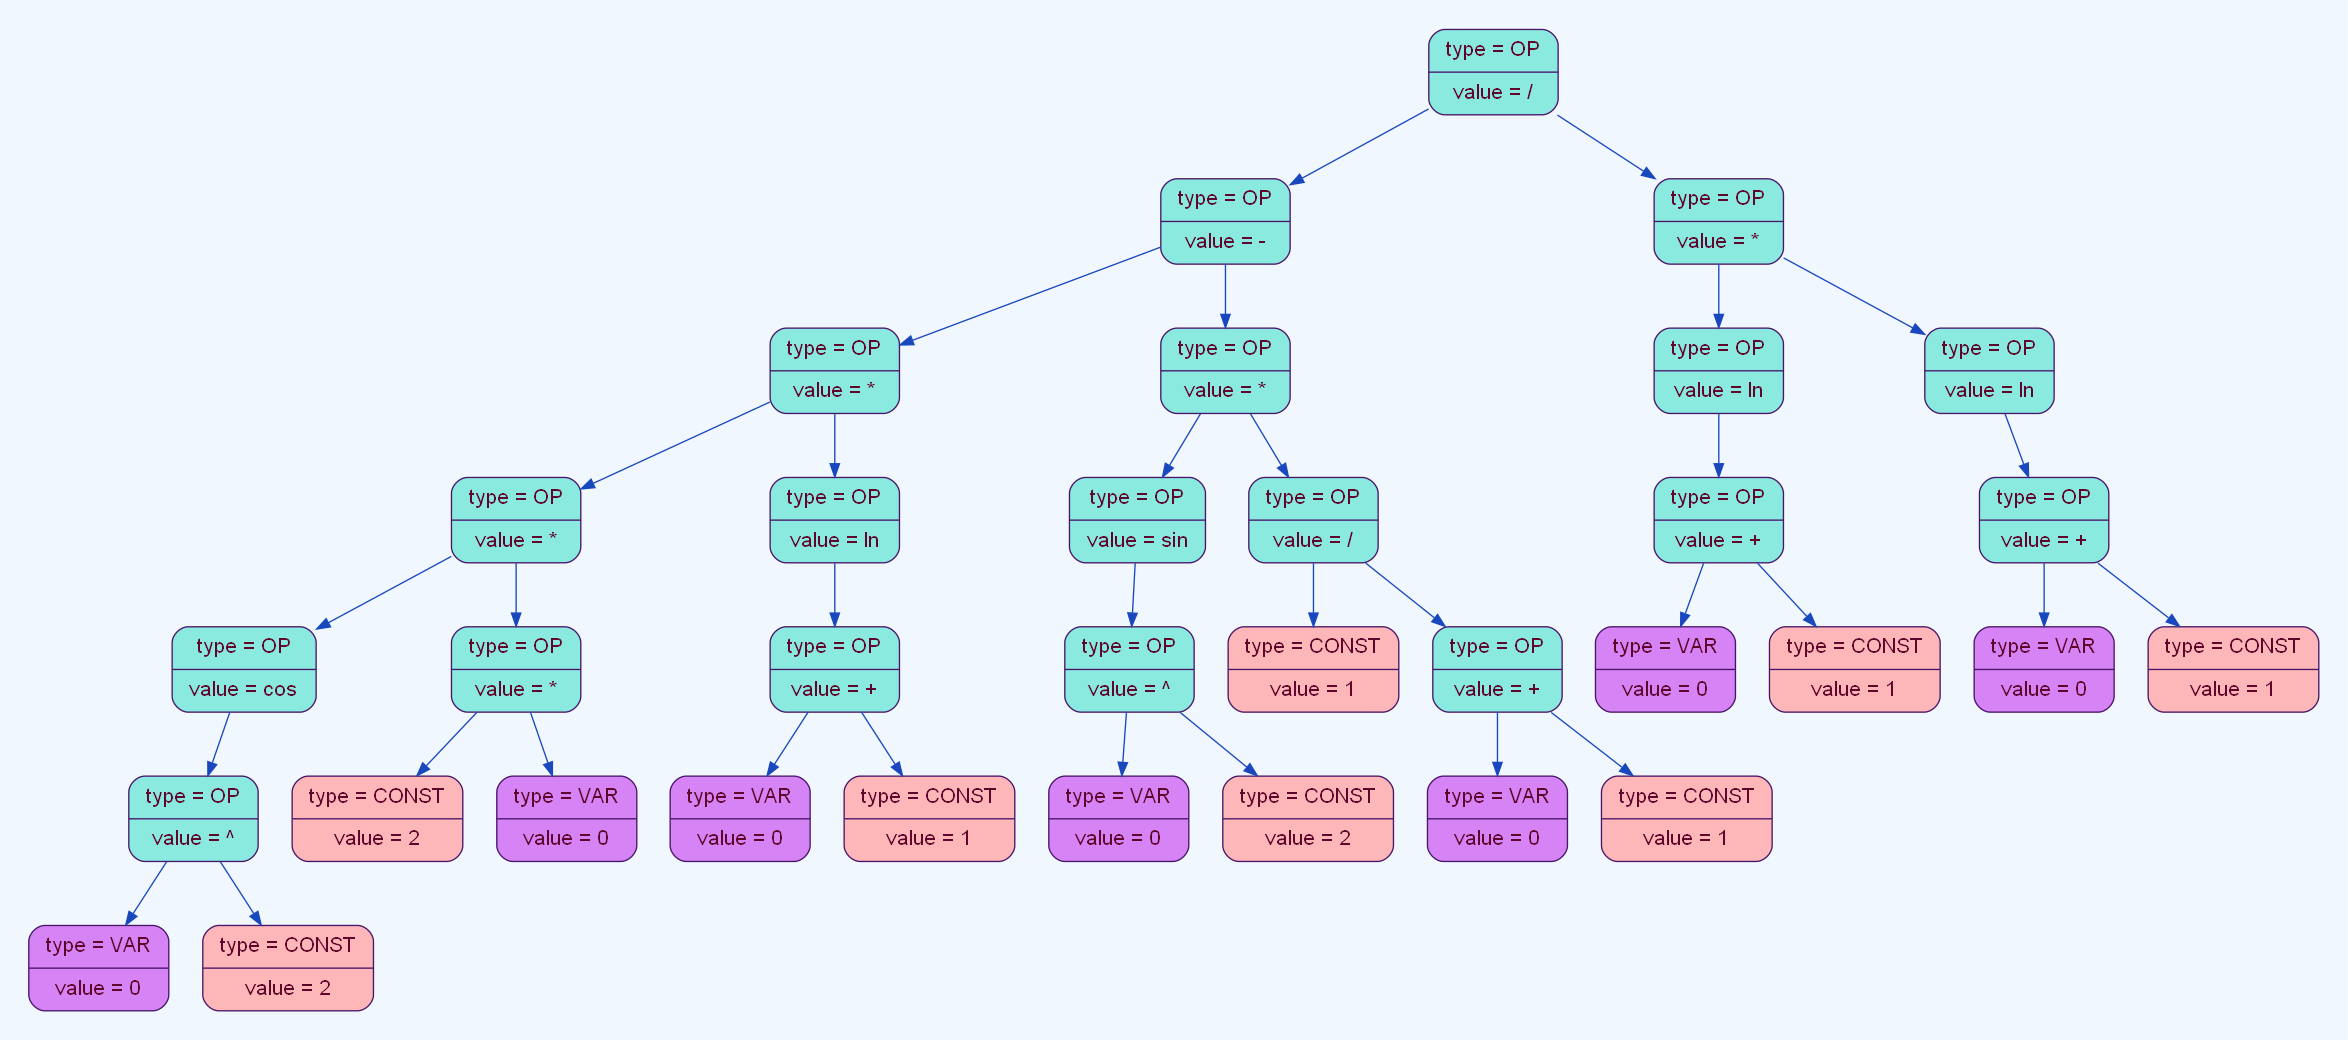 type = OP
value = /
type = OP
value = -
type = OP
value = *
type = OP
value = *
type = OP
value = *
type = OP
value = ln
type = OP
value = ln
type = OP
value = *
type = OP
value = ln
type = OP
value = sin
type = OP
value = /
type = OP
value = +
type = OP
value = +
type = OP
value = cos
type = OP
value = *
type = OP
value = +
type = OP
value = ^
type = CONST
value = 1
type = OP
value = +
type = VAR
value = 0
type = CONST
value = 1
type = VAR
value = 0
type = CONST
value = 1
type = OP
value = ^
type = CONST
value = 2
type = VAR
value = 0
type = VAR
value = 0
type = CONST
value = 1
type = VAR
value = 0
type = CONST
value = 2
type = VAR
value = 0
type = CONST
value = 1
type = VAR
value = 0
type = CONST
value = 2